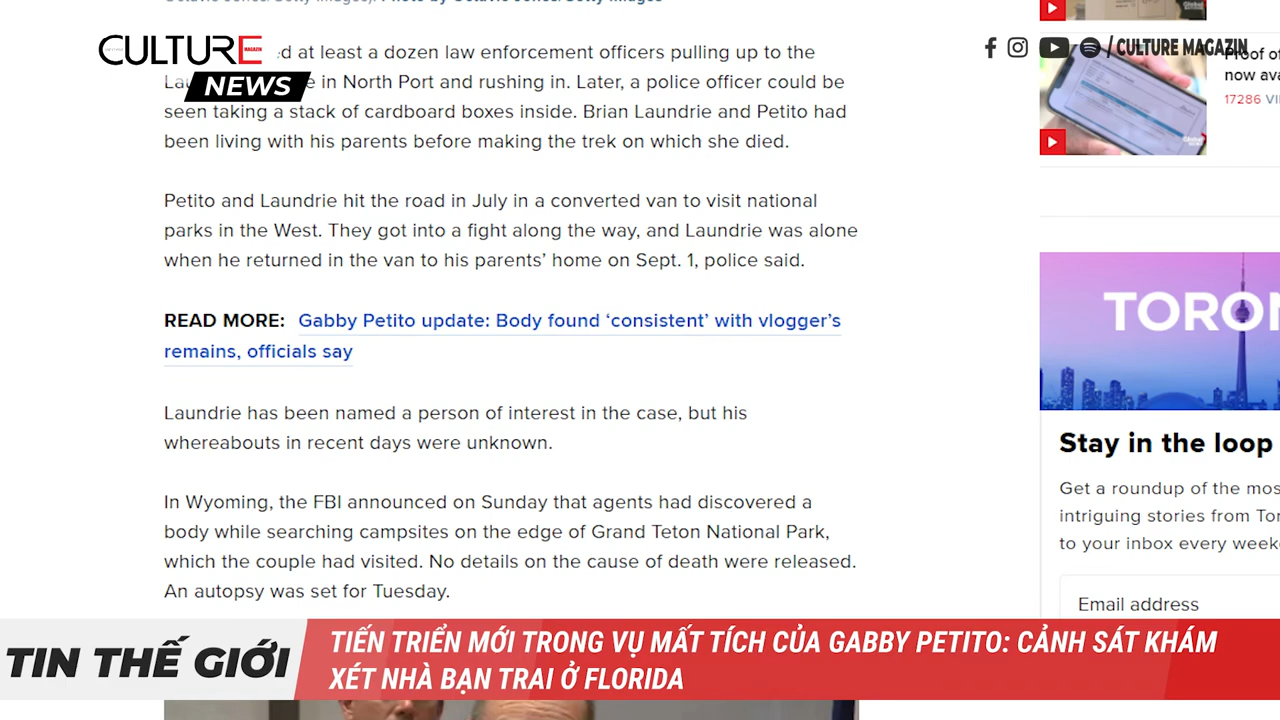 CULTURE
MAGAZIN
NEWS
/ CULTURE MAGAZIN
d at least a dozen law enforcement officers pulling up to the
e in North Port and rushing in. Later, a police officer could be
seen taking a stack of cardboard boxes inside. Brian Laundrie and Petito had
been living with his parents before making the trek on which she died.
Petito and Laundrie hit the road in July in a converted van to visit national
parks in the West. They got into a fight along the way, and Laundrie was alone
when he returned in the van to his parents’ home on Sept. 1, police said.
READ MORE: Gabby Petito update: Body found ‘consistent’ with vlogger’s
remains, officials say
Laundrie has been named a person of interest in the case, but his
whereabouts in recent days were unknown.
In Wyoming, the FBI announced on Sunday that agents had discovered a
body while searching campsites on the edge of Grand Teton National Park,
which the couple had visited. No details on the cause of death were released.
An autopsy was set for Tuesday.
Proof of
now ava
17286 VI
TORON
Stay in the loop
Get a roundup of the mos
intriguing stories from Tor
to your inbox every week
Email address
TIN THẾ GIỚI
TIẾN TRIỂN MỚI TRONG VỤ MẤT TÍCH CỦA GABBY PETITO: CẢNH SÁT KHÁM
XÉT NHÀ BẠN TRAI Ở FLORIDA